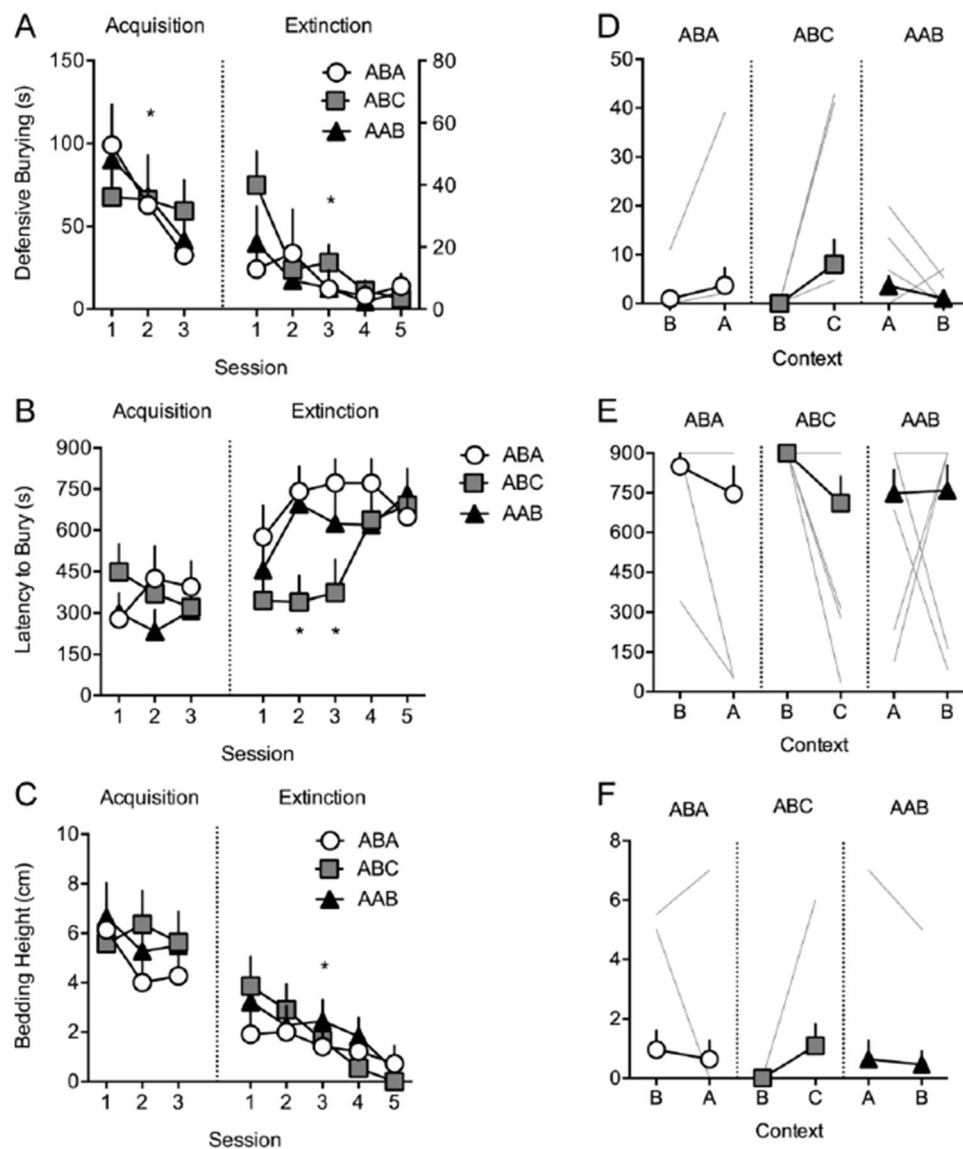 A
Acquisition
Extinction
Defensive Burying (s)
150
100
50
0
80
60
40
20
0
ABA
ABC
AAB
*
*
1 2 3
1 2 3 4 5
Session
B
Acquisition
Extinction
Latency to Bury (s)
900
750
600
450
300
150
0
ABA
ABC
AAB
* *
1 2 3
1 2 3 4 5
Session
C
Acquisition
Extinction
Bedding Height (cm)
10
8
6
4
2
0
ABA
ABC
AAB
*
1 2 3
1 2 3 4 5
Session
D
ABA ABC AAB
50
40
30
20
10
0
B A B C A B
Context
E
ABA ABC AAB
900
750
600
450
300
150
0
B A B C A B
Context
F
ABA ABC AAB
8
6
4
2
0
B A B C A B
Context